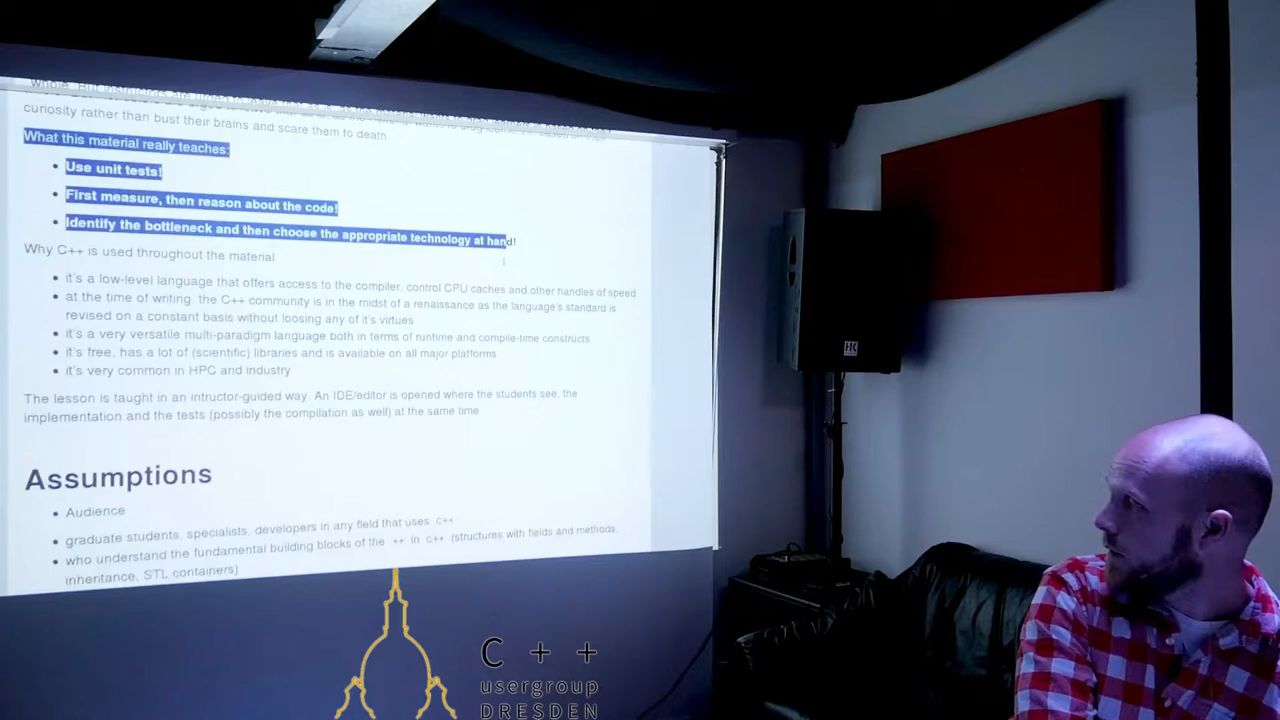 curiosity rather than bust their brains and scare them to death.
What this material really teaches:
• Use unit tests!
• First measure, then reason about the code!
• Identify the bottleneck and then choose the appropriate technology at hand!
Why C++ is used throughout the material
• it's a low-level language that offers access to the compiler, control CPU caches and other handles of speed
• at the time of writing, the C++ community is in the midst of a renaissance as the language's standard is
revised on a constant basis without loosing any of it's virtues
• it's a very versatile multi-paradigm language both in terms of runtime and compile-time constructs
• it's free, has a lot of (scientific) libraries and is available on all major platforms
• it's very common in HPC and industry
The lesson is taught in an intructor-guided way. An IDE/editor is opened where the students see, the
implementation and the tests (possibly the compilation as well) at the same time
Assumptions
• Audience
• graduate students, specialists, developers in any field that uses C++
• who understand the fundamental building blocks of the ++ in C++ (structures with fields and methods,
inheritance, STL containers)
HK
C++
usergroup
DRESDEN